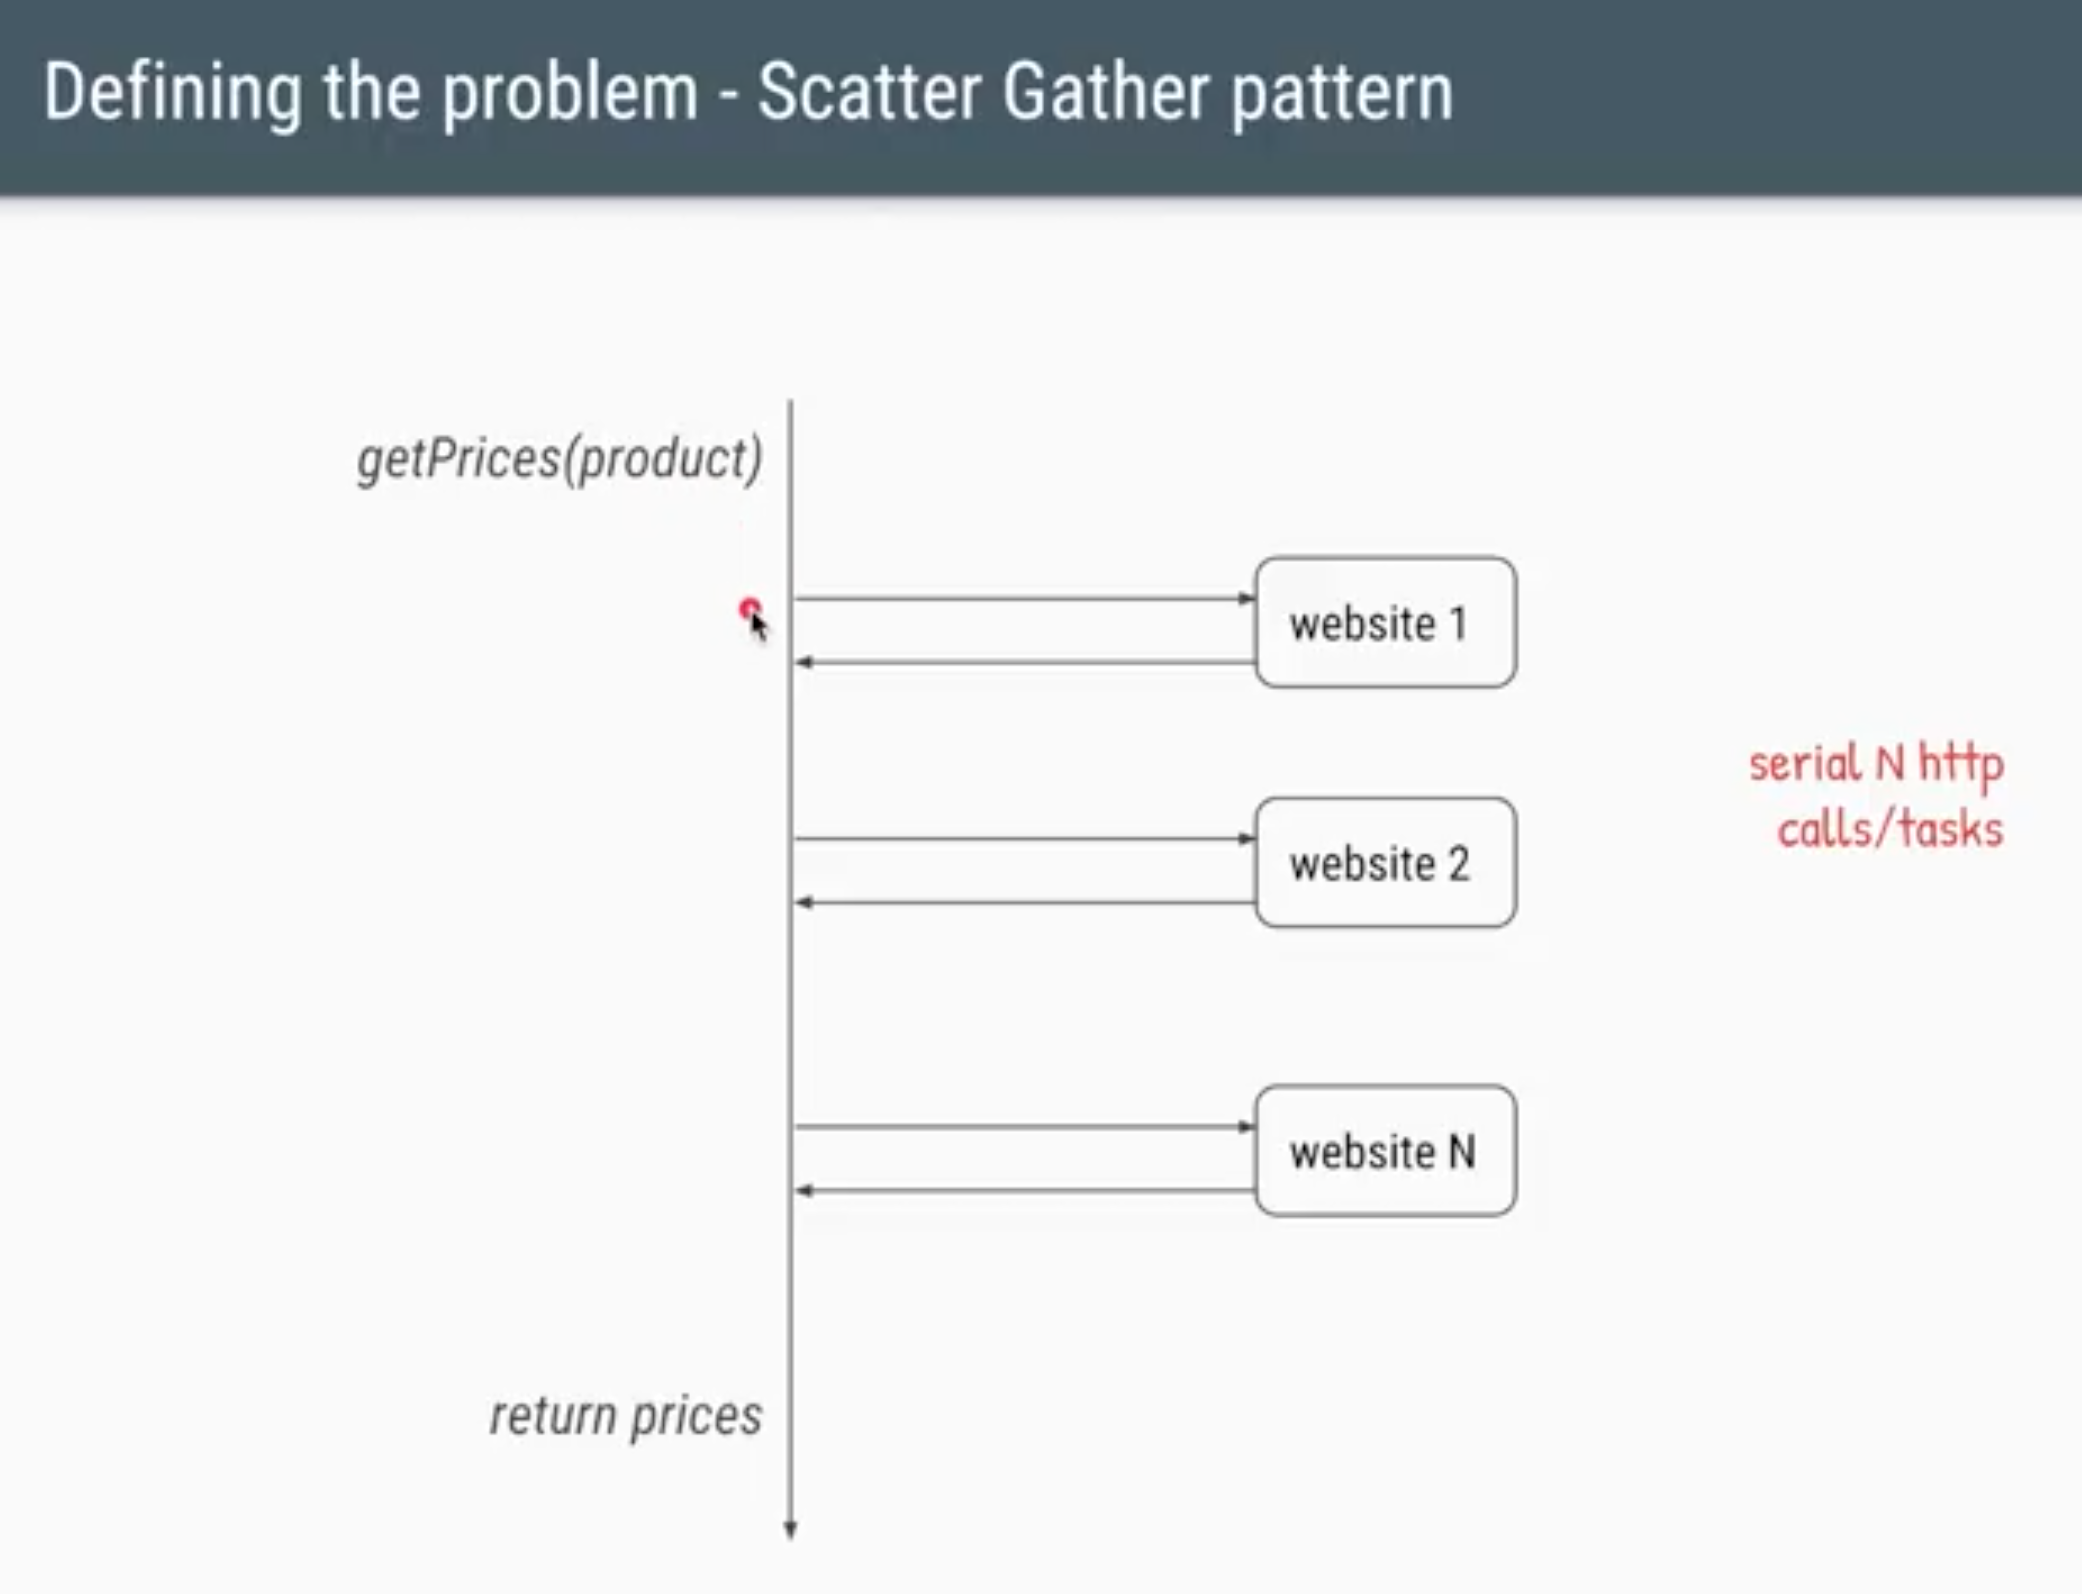 Defining the problem - Scatter Gather pattern
getPrices(product)
website 1
serial N http
calls/tasks
website 2
website N
return prices